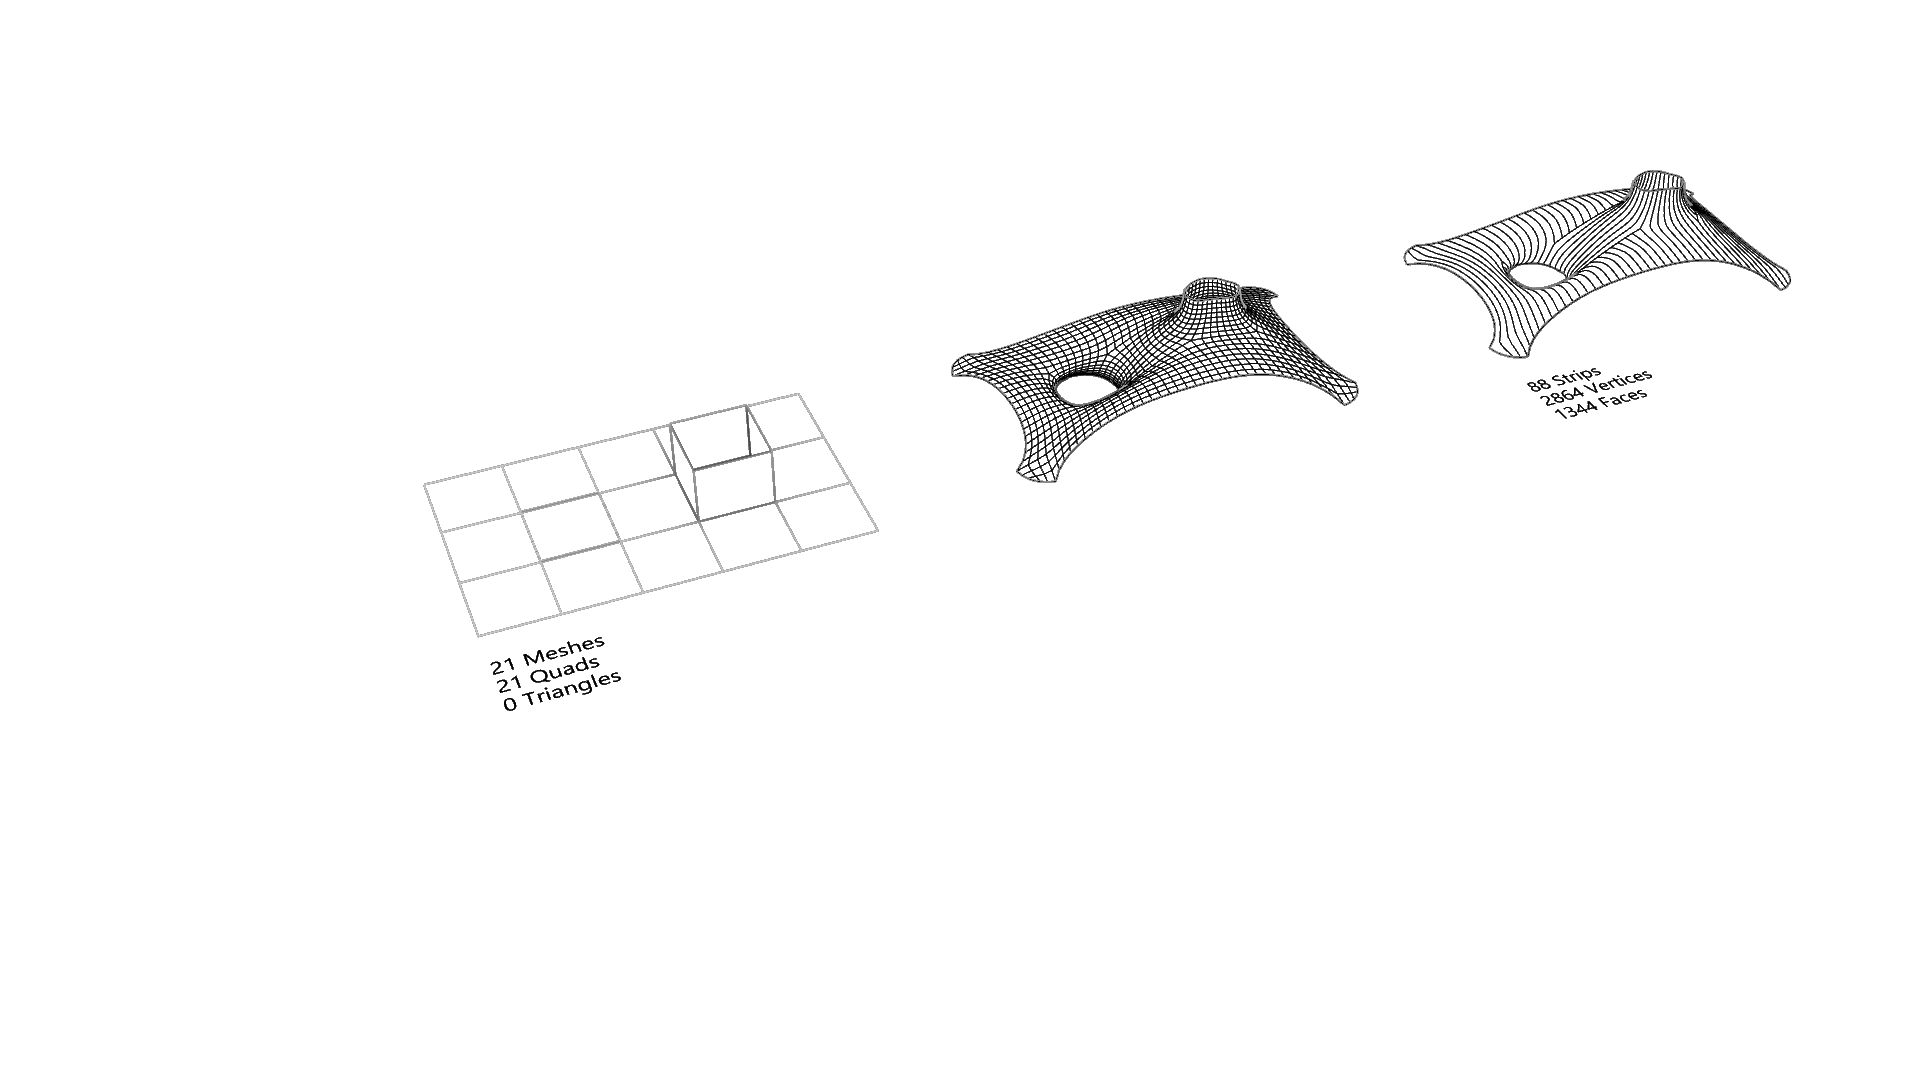 21 Meshes
21 Quads
0 Triangles
88 Strips
2864 Vertices
1344 Faces